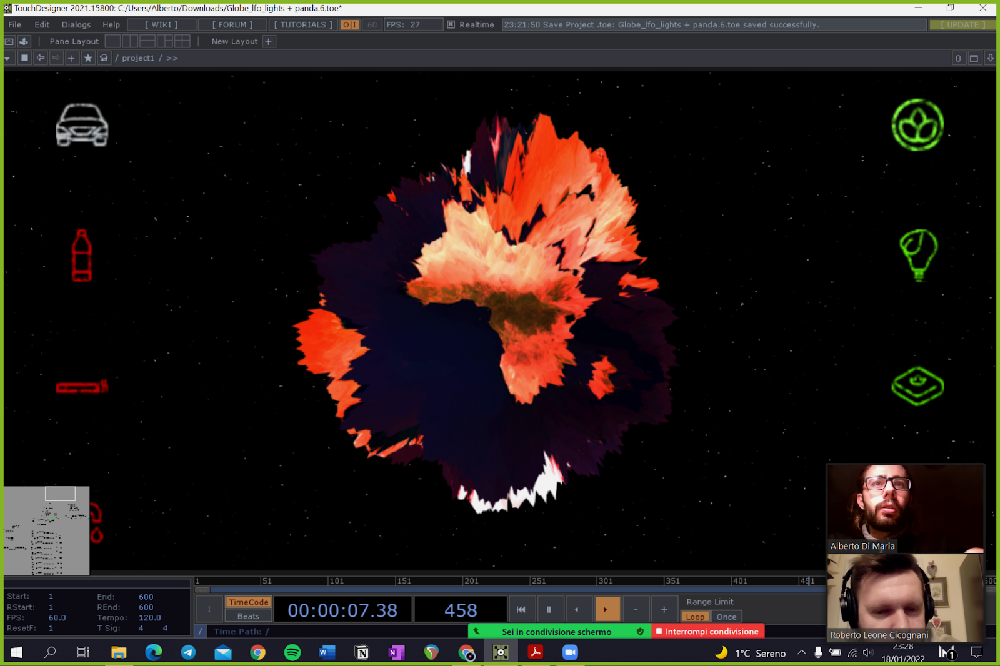 TouchDesigner 2021.15800: C:/Users/Alberto/Downloads/Globe_lfo_lights + panda.6.toe*
File Edit Dialogs Help [ WIKI ] [ FORUM ] [ TUTORIALS ] O|I 60 FPS: 27 Realtime 23:21:50 Save Project .toe: Globe_lfo_lights + panda.6.toe saved successfully. [ UPDATE ]
Pane Layout New Layout +
/ project1 / >> 0
Alberto Di Maria
Roberto Leone Cicognani
1 51 101 151 201 251 301 351 401 451
Start: 1 End: 600
RStart: 1 REnd: 600
FPS: 60.0 Tempo: 120.0
ResetF: 1 T Sig: 4 4
TimeCode
Beats
00:00:07.38
458
Range Limit
Loop Once
/ Time Path: /
Sei in condivisione schermo
Interrompi condivisione
1°C Sereno
23:28
18/01/2022
1